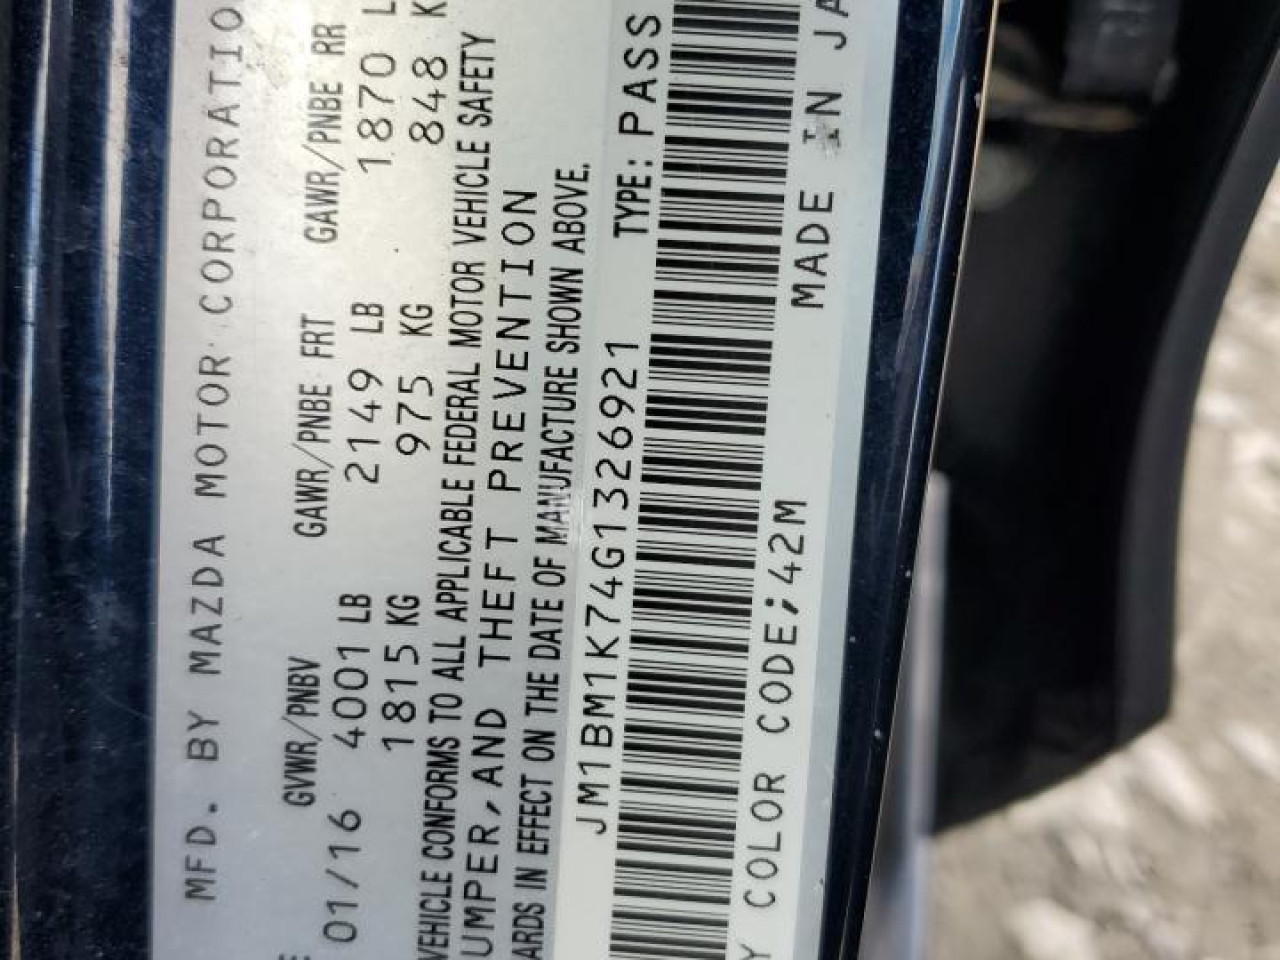 MFD. BY MAZDA MOTOR CORPORATIO
GVWR/PNBV GAWR/PNBE FRT GAWR/PNBE RR
01/16 4001 LB 2149 LB 1870 L
1815 KG 975 KG 848 K
VEHICLE CONFORMS TO ALL APPLICABLE FEDERAL MOTOR VEHICLE SAFETY
UMPER, AND THEFT PREVENTION
ARDS IN EFFECT ON THE DATE OF MANUFACTURE SHOWN ABOVE.
JM1BM1K74G1326921 TYPE: PASS
Y COLOR CODE;42M MADE IN JA